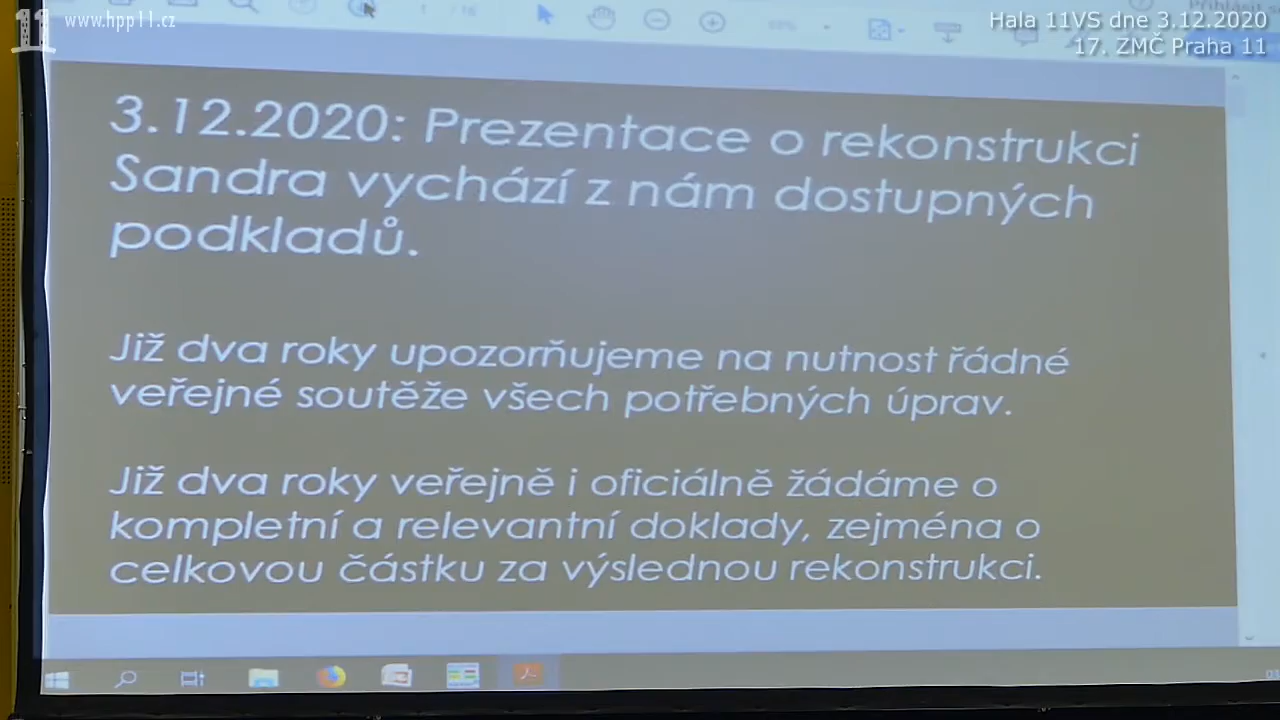 11 www.hpp11.cz
Hala 11VS dne 3.12.2020
17. ZMČ Praha 11
3.12.2020: Prezentace o rekonstrukci
Sandra vychází z nám dostupných
podkladů.
Již dva roky upozorňujeme na nutnost řádné
veřejné soutěže všech potřebných úprav.
Již dva roky veřejně i oficiálně žádáme o
kompletní a relevantní doklady, zejména o
celkovou částku za výslednou rekonstrukci.